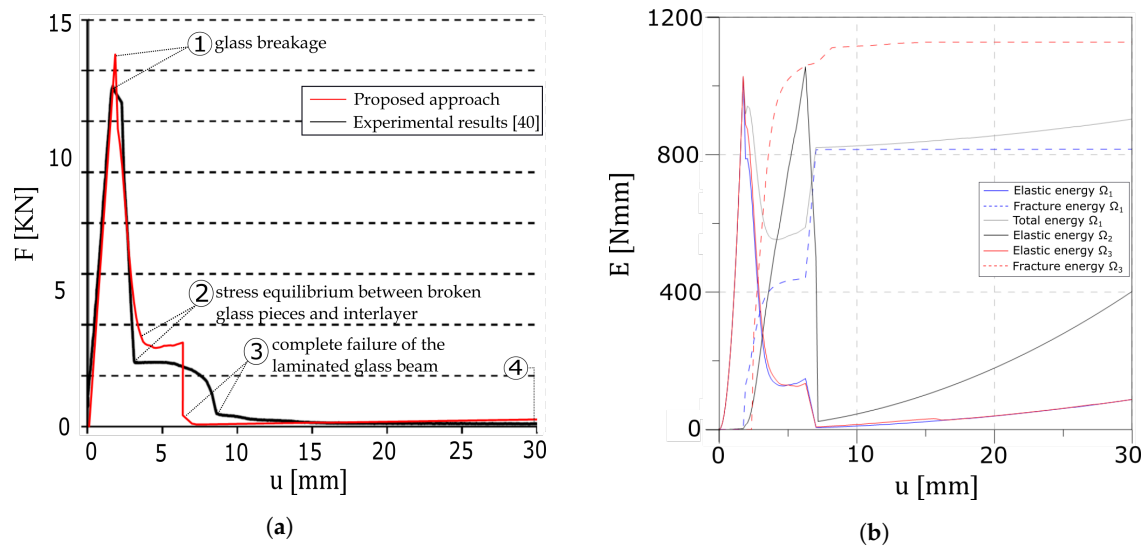 15
1 glass breakage
Proposed approach
Experimental results [40]
10
F [KN]
5
2 stress equilibrium between broken
glass pieces and interlayer
3 complete failure of the
laminated glass beam
4
0
0 5 10 15 20 25 30
u [mm]
(a)
1200
800
E [Nmm]
400
0
Elastic energy Ω₁
Fracture energy Ω₁
Total energy Ω₁
Elastic energy Ω₂
Elastic energy Ω₃
Fracture energy Ω₃
0 10 20 30
u [mm]
(b)